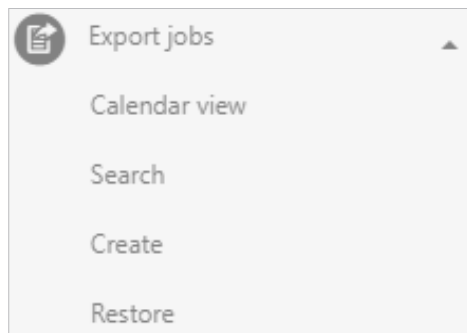 Export jobs
Calendar view
Search
Create
Restore